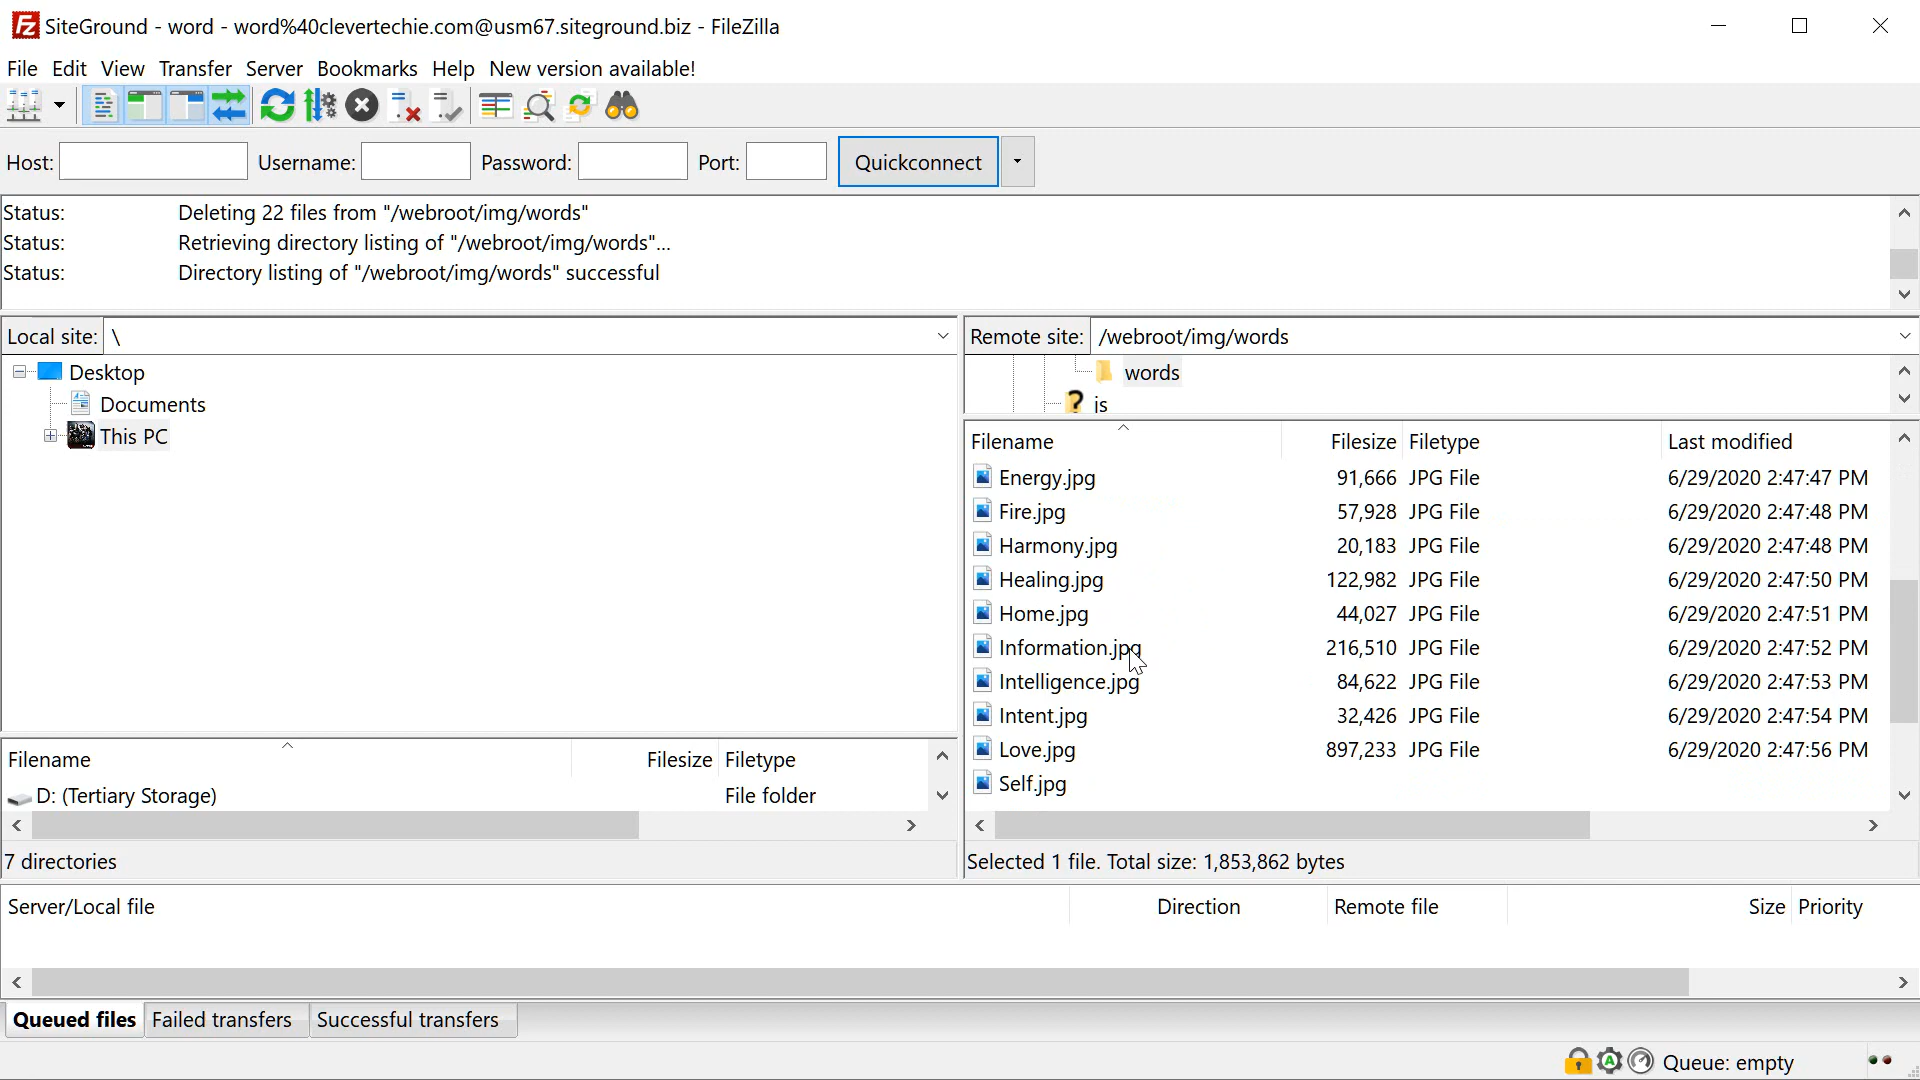 SiteGround - word - word%40clevertechie.com@usm67.siteground.biz - FileZilla
File Edit View Transfer Server Bookmarks Help New version available!
Host: Username: Password: Port: Quickconnect
Status: Deleting 22 files from "/webroot/img/words"
Status: Retrieving directory listing of "/webroot/img/words"...
Status: Directory listing of "/webroot/img/words" successful
Local site: \
Desktop
Documents
This PC
Filename Filesize Filetype
D: (Tertiary Storage) File folder
7 directories
Remote site: /webroot/img/words
words
js
Filename Filesize Filetype Last modified
Energy.jpg 91,666 JPG File 6/29/2020 2:47:47 PM
Fire.jpg 57,928 JPG File 6/29/2020 2:47:48 PM
Harmony.jpg 20,183 JPG File 6/29/2020 2:47:48 PM
Healing.jpg 122,982 JPG File 6/29/2020 2:47:50 PM
Home.jpg 44,027 JPG File 6/29/2020 2:47:51 PM
Information.jpg 216,510 JPG File 6/29/2020 2:47:52 PM
Intelligence.jpg 84,622 JPG File 6/29/2020 2:47:53 PM
Intent.jpg 32,426 JPG File 6/29/2020 2:47:54 PM
Love.jpg 897,233 JPG File 6/29/2020 2:47:56 PM
Self.jpg
Selected 1 file. Total size: 1,853,862 bytes
Server/Local file Direction Remote file Size Priority
Queued files Failed transfers Successful transfers
Queue: empty